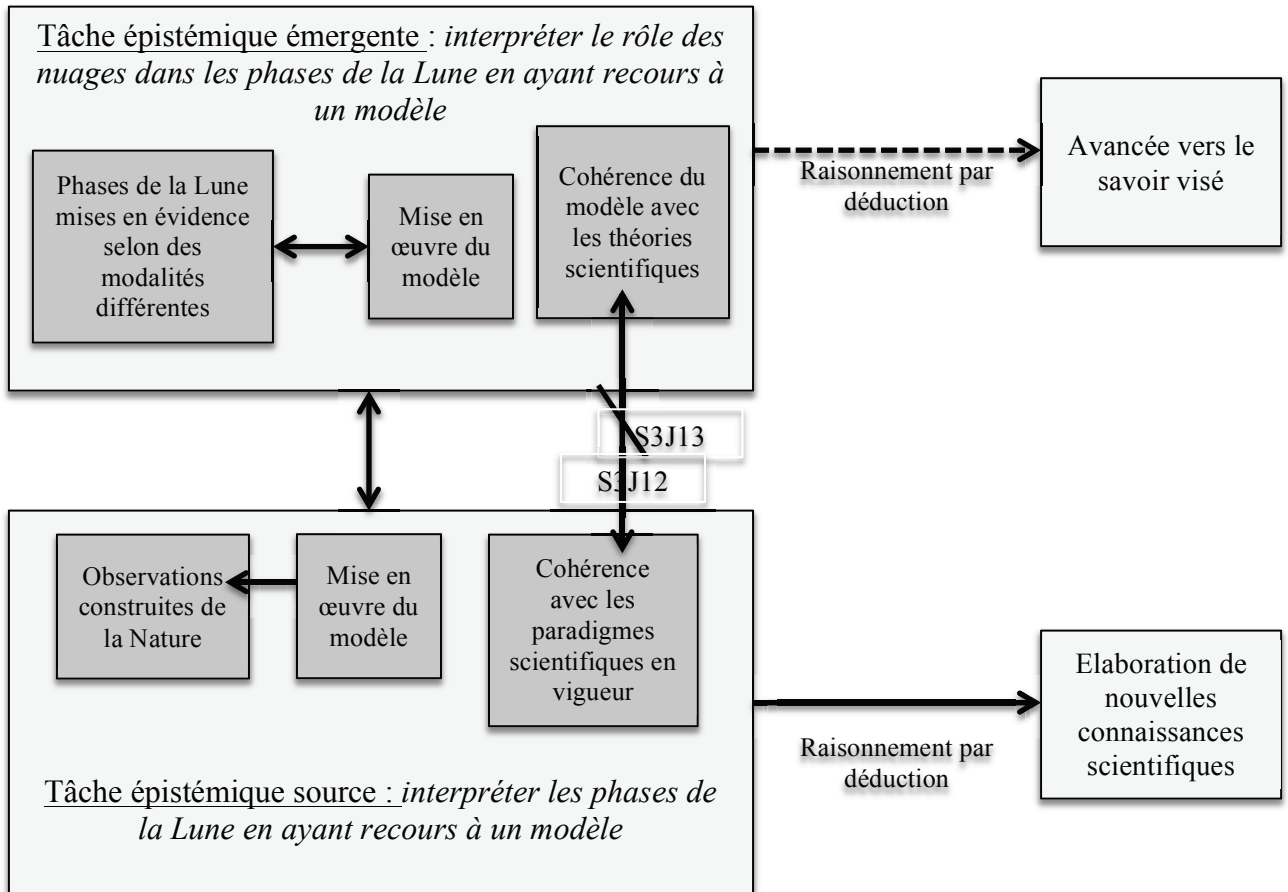 Tâche épistémique émergente : interpréter le rôle des
nuages dans les phases de la Lune en ayant recours à
un modèle
Phases de la Lune
mises en évidence
selon des
modalités
différentes
Mise en
œuvre du
modèle
Cohérence du
modèle avec
les théories
scientifiques
Raisonnement par
déduction
Avancée vers le
savoir visé
S3J13
S3J12
Observations
construites de
la Nature
Mise en
œuvre du
modèle
Cohérence
avec les
paradigmes
scientifiques en
vigueur
Raisonnement par
déduction
Elaboration de
nouvelles
connaissances
scientifiques
Tâche épistémique source : interpréter les phases de
la Lune en ayant recours à un modèle